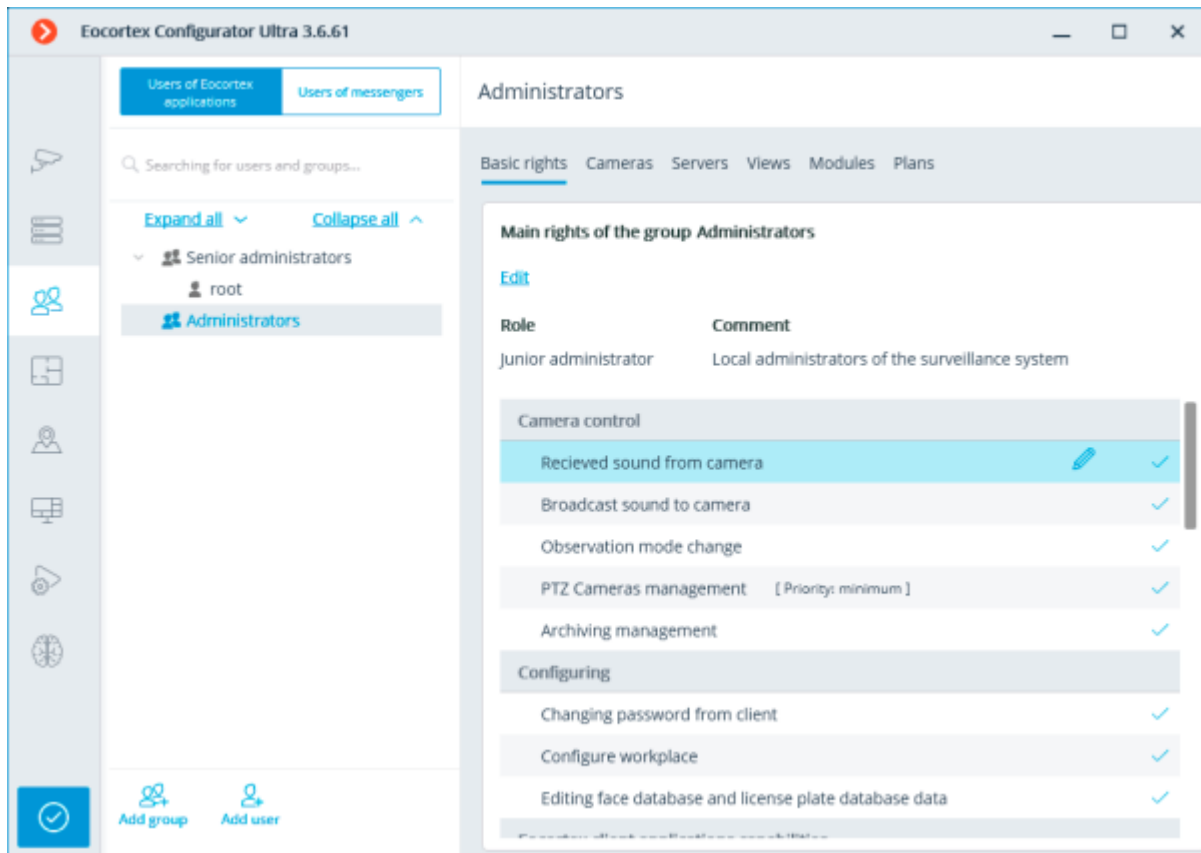 Eocortex Configurator Ultra 3.6.61
Users of Eocortex
applications
Users of messengers
Searching for users and groups...
Expand all
Collapse all
Senior administrators
root
Administrators
Add group
Add user
Administrators
Basic rights Cameras Servers Views Modules Plans
Main rights of the group Administrators
Edit
Role Comment
Junior administrator Local administrators of the surveillance system
Camera control
Recieved sound from camera
Broadcast sound to camera
Observation mode change
PTZ Cameras management [ Priority: minimum ]
Archiving management
Configuring
Changing password from client
Configure workplace
Editing face database and license plate database data